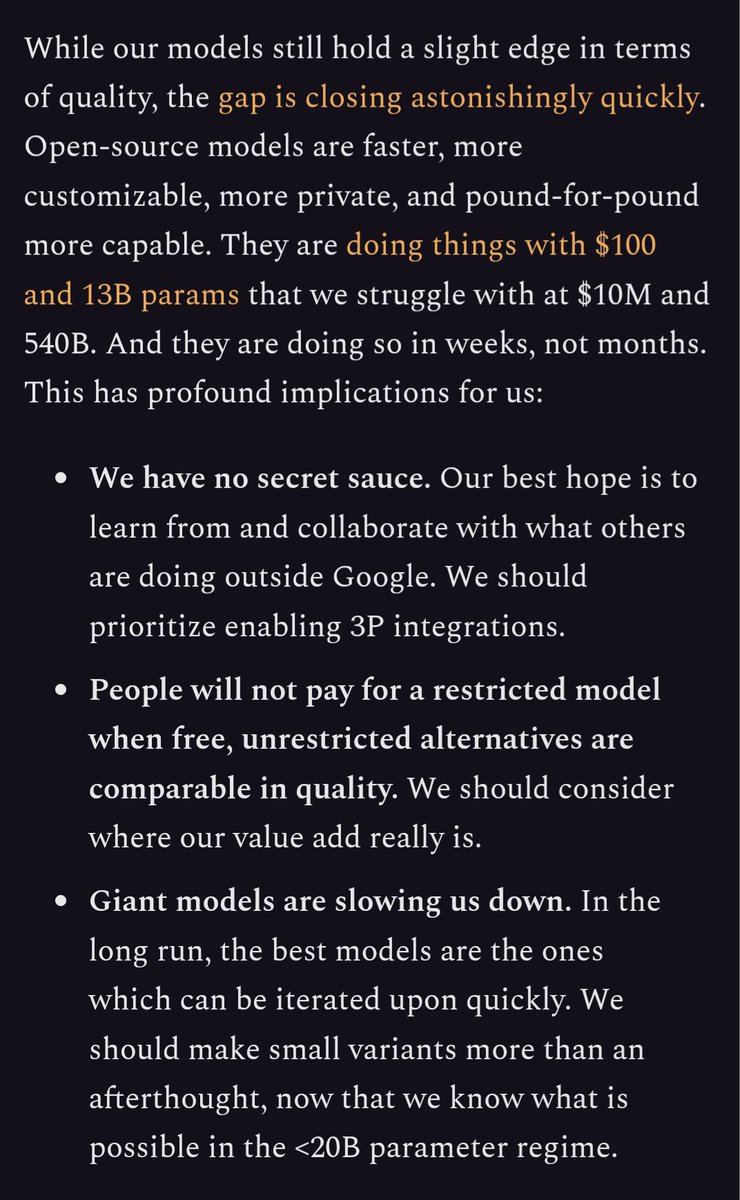 While our models still hold a slight edge in terms
of quality, the gap is closing astonishingly quickly.
Open-source models are faster, more
customizable, more private, and pound-for-pound
more capable. They are doing things with $100
and 13B params that we struggle with at $10M and
540B. And they are doing so in weeks, not months.
This has profound implications for us:
• We have no secret sauce. Our best hope is to
learn from and collaborate with what others
are doing outside Google. We should
prioritize enabling 3P integrations.
• People will not pay for a restricted model
when free, unrestricted alternatives are
comparable in quality. We should consider
where our value add really is.
• Giant models are slowing us down. In the
long run, the best models are the ones
which can be iterated upon quickly. We
should make small variants more than an
afterthought, now that we know what is
possible in the <20B parameter regime.